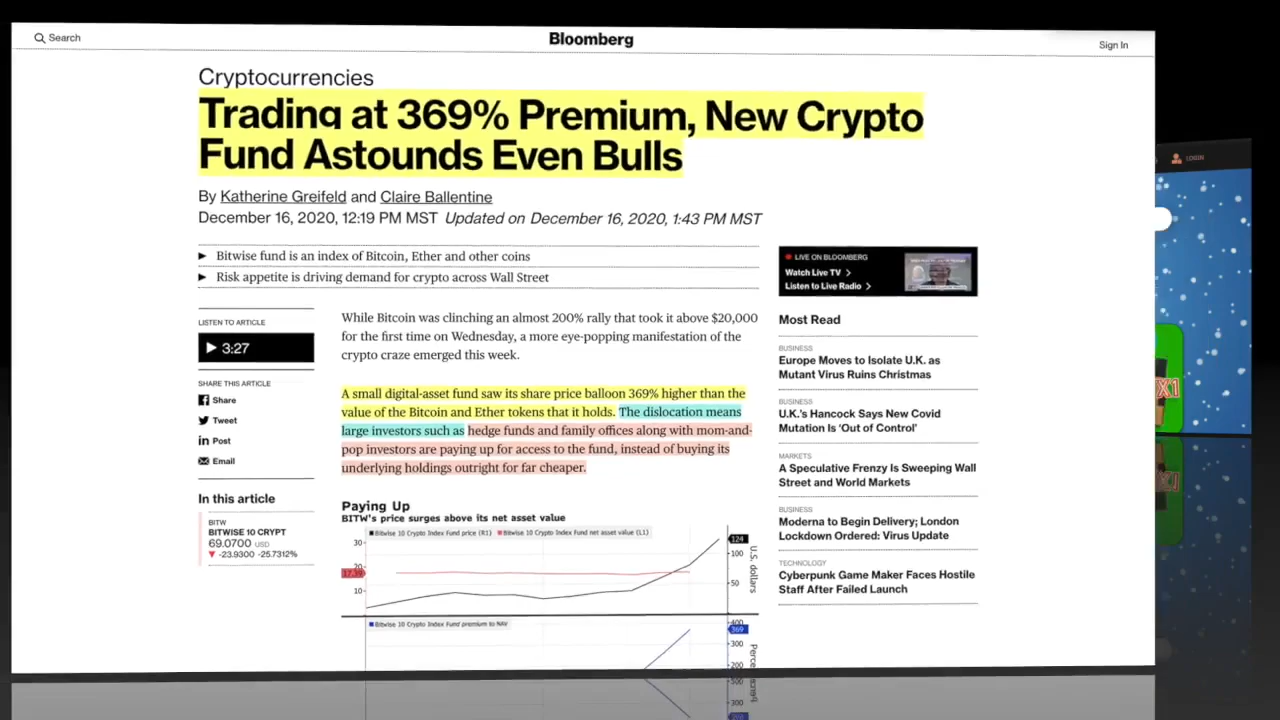 Search
Bloomberg
Sign In
Cryptocurrencies
Trading at 369% Premium, New Crypto
Fund Astounds Even Bulls
By Katherine Greifeld and Claire Ballentine
December 16, 2020, 12:19 PM MST Updated on December 16, 2020, 1:43 PM MST
Bitwise fund is an index of Bitcoin, Ether and other coins
Risk appetite is driving demand for crypto across Wall Street
LISTEN TO ARTICLE
3:27
SHARE THIS ARTICLE
Share
Tweet
Post
Email
In this article
BITW
BITWISE 10 CRYPT
69.0700 USD
▼ -23.9300 -25.7312%
While Bitcoin was clinching an almost 200% rally that took it above $20,000
for the first time on Wednesday, a more eye-popping manifestation of the
crypto craze emerged this week.
A small digital-asset fund saw its share price balloon 369% higher than the
value of the Bitcoin and Ether tokens that it holds. The dislocation means
large investors such as hedge funds and family offices along with mom-and-
pop investors are paying up for access to the fund, instead of buying its
underlying holdings outright for far cheaper.
Paying Up
BITW's price surges above its net asset value
Bitwise 10 Crypto Index Fund price (R1) Bitwise 10 Crypto Index Fund net asset value (L1)
30
20
10
124
100
50
U.S. dollars
Bitwise 10 Crypto Index Fund premium to NAV
400
369
300
200
LIVE ON BLOOMBERG
Watch Live TV
Listen to Live Radio
Most Read
BUSINESS
Europe Moves to Isolate U.K. as
Mutant Virus Ruins Christmas
BUSINESS
U.K.'s Hancock Says New Covid
Mutation Is 'Out of Control'
MARKETS
A Speculative Frenzy Is Sweeping Wall
Street and World Markets
BUSINESS
Moderna to Begin Delivery; London
Lockdown Ordered: Virus Update
TECHNOLOGY
Cyberpunk Game Maker Faces Hostile
Staff After Failed Launch
LOGIN